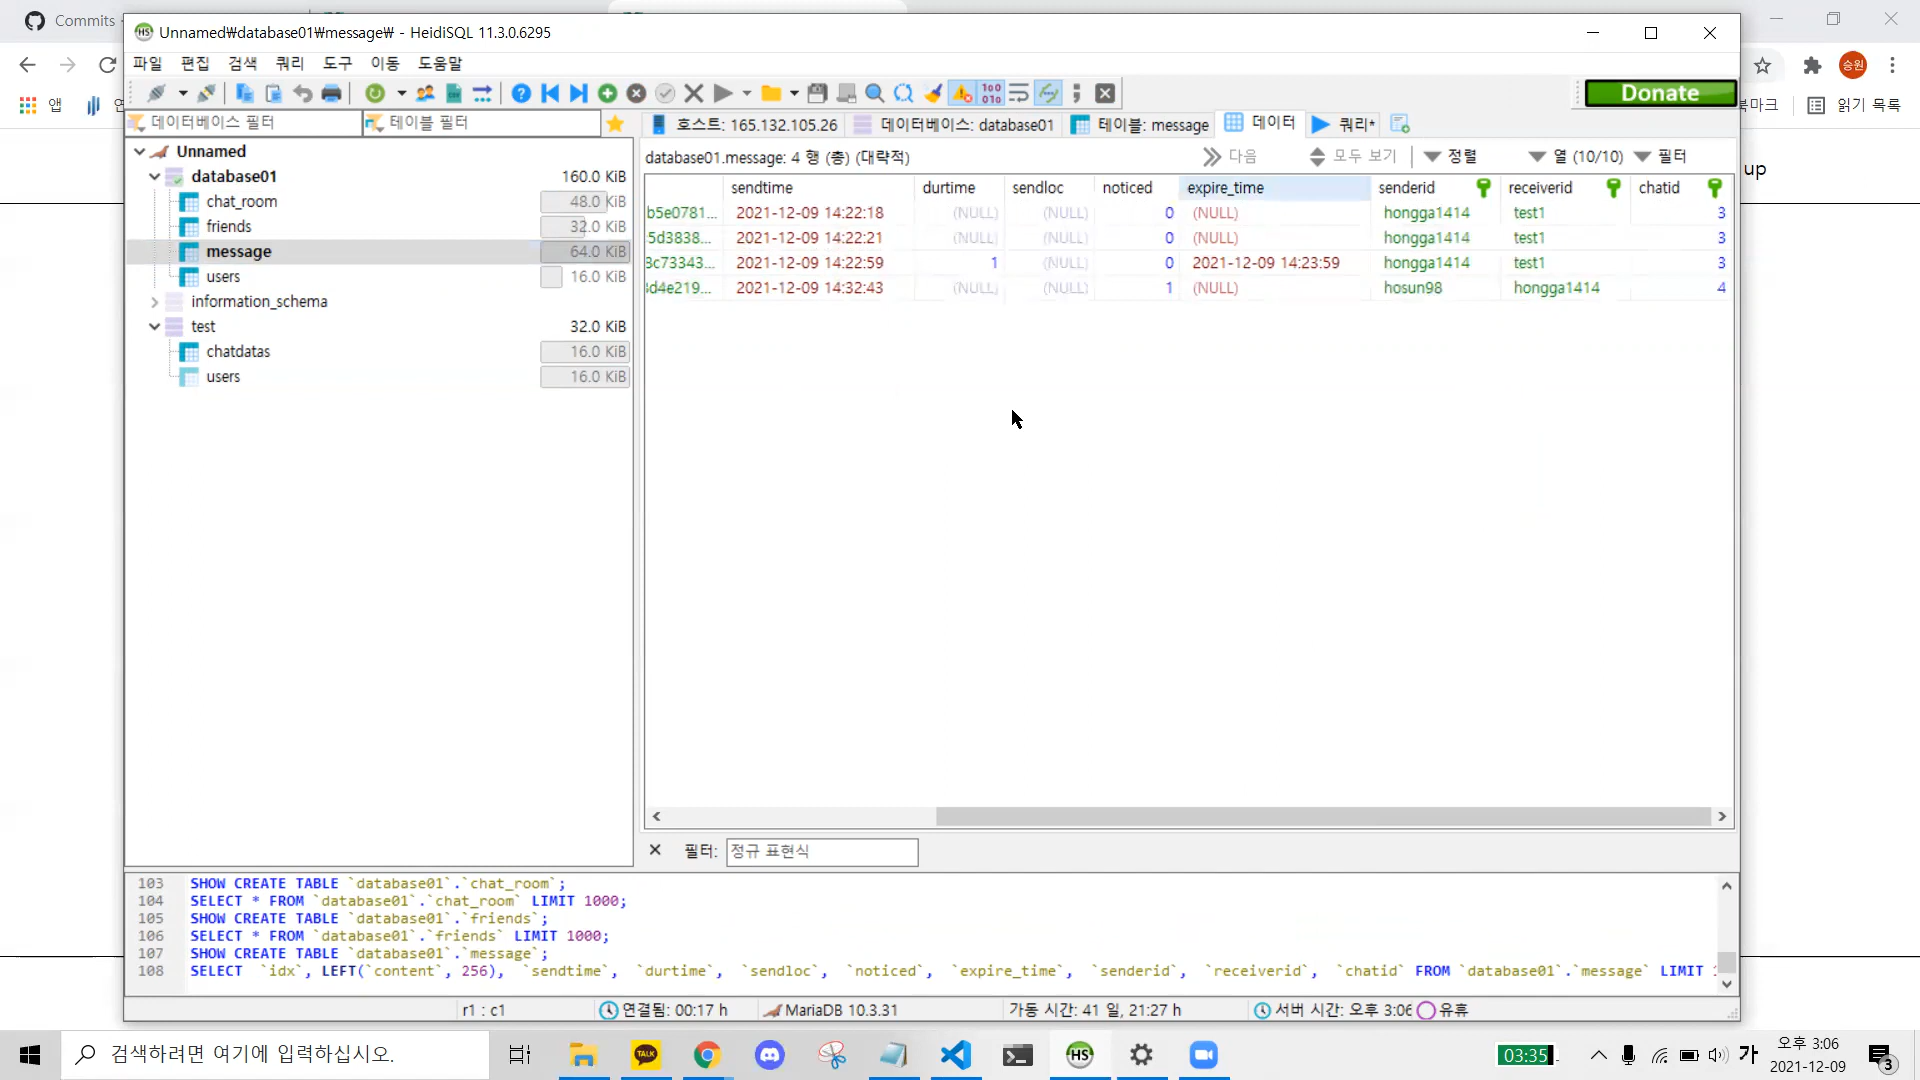 Commits
Unnamed₩database01₩message₩ - HeidiSQL 11.3.0.6295
파일 편집 검색 쿼리 도구 이동 도움말
승원
Donate
앱
북마크
읽기 목록
데이터베이스 필터
테이블 필터
호스트: 165.132.105.26
데이터베이스: database01
테이블: message
데이터
쿼리*
database01.message: 4 행 (총) (대략적)
다음
모두 보기
정렬
열 (10/10)
필터
up
Unnamed
database01 160.0 KiB
chat_room 48.0 KiB
friends 32.0 KiB
message 64.0 KiB
users 16.0 KiB
information_schema
test 32.0 KiB
chatdatas 16.0 KiB
users 16.0 KiB
sendtime durtime sendloc noticed expire_time senderid receiverid chatid
b5e0781... 2021-12-09 14:22:18 (NULL) (NULL) 0 (NULL) hongga1414 test1 3
5d3838... 2021-12-09 14:22:21 (NULL) (NULL) 0 (NULL) hongga1414 test1 3
3c73343... 2021-12-09 14:22:59 1 (NULL) 0 2021-12-09 14:23:59 hongga1414 test1 3
3d4e219... 2021-12-09 14:32:43 (NULL) (NULL) 1 (NULL) hosun98 hongga1414 4
필터: 정규 표현식
103 SHOW CREATE TABLE `database01`.`chat_room`;
104 SELECT * FROM `database01`.`chat_room` LIMIT 1000;
105 SHOW CREATE TABLE `database01`.`friends`;
106 SELECT * FROM `database01`.`friends` LIMIT 1000;
107 SHOW CREATE TABLE `database01`.`message`;
108 SELECT `idx`, LEFT(`content`, 256), `sendtime`, `durtime`, `sendloc`, `noticed`, `expire_time`, `senderid`, `receiverid`, `chatid` FROM `database01`.`message` LIMIT
r1 : c1
연결됨: 00:17 h
MariaDB 10.3.31
가동 시간: 41 일, 21:27 h
서버 시간: 오후 3:06
유휴
검색하려면 여기에 입력하십시오.
TALK
HS
03:35
가
오후 3:06
2021-12-09
3